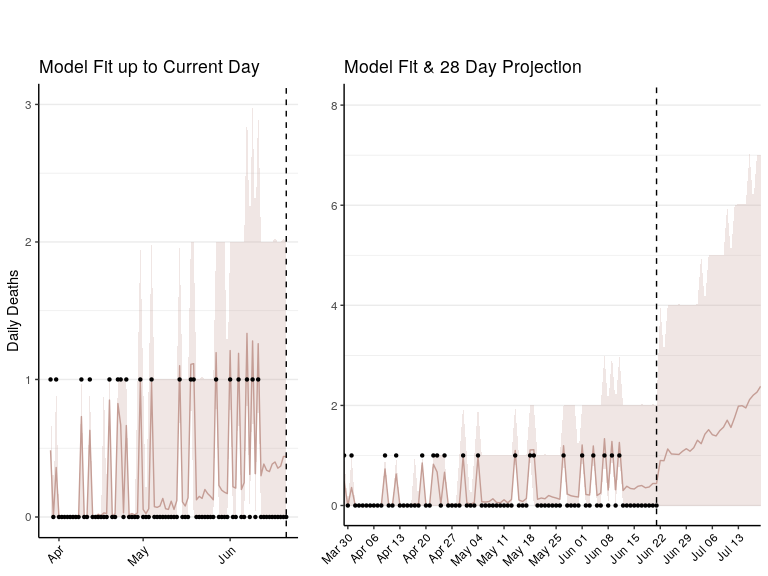 Model Fit up to Current Day
Daily Deaths
3
2
1
0
Apr
May
Jun
Model Fit & 28 Day Projection
8
6
4
2
0
Mar 30
Apr 06
Apr 13
Apr 20
Apr 27
May 04
May 11
May 18
May 25
Jun 01
Jun 08
Jun 15
Jun 22
Jun 29
Jul 06
Jul 13